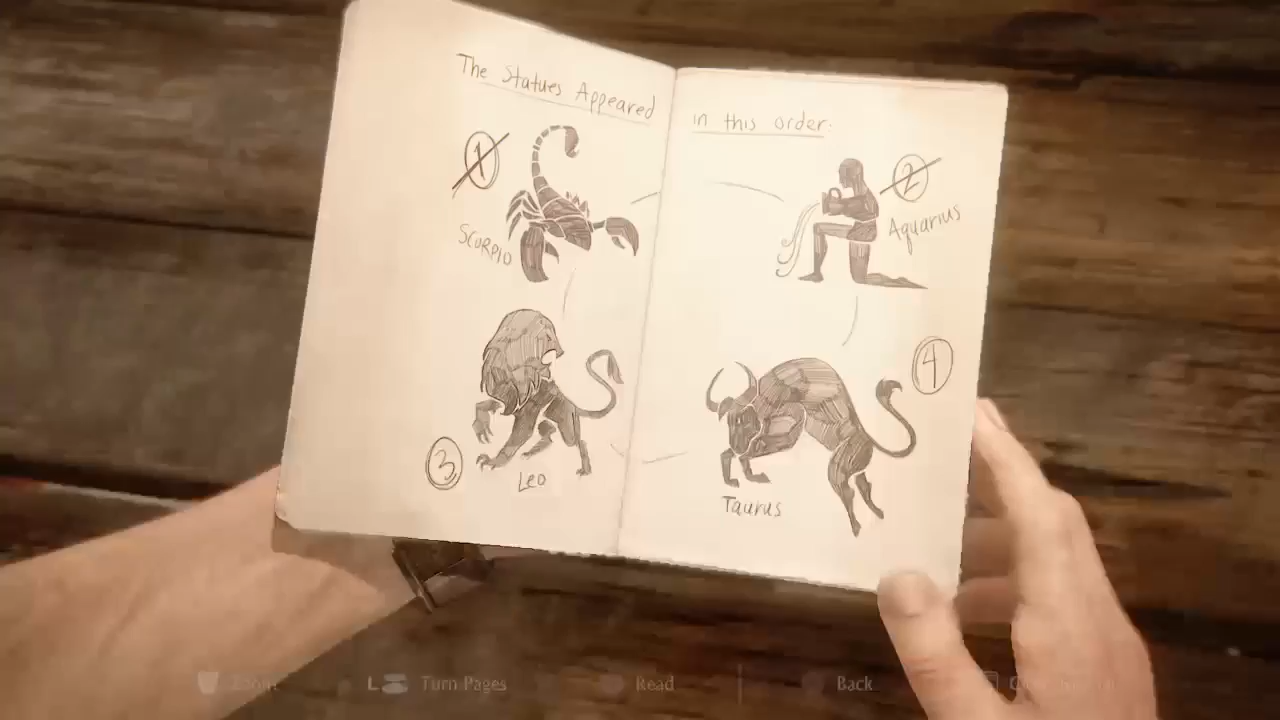 The Statues Appeared
in this order:
1
SCORPIO
2
Aquarius
3
Leo
4
Taurus
L Turn Pages
Read
Back